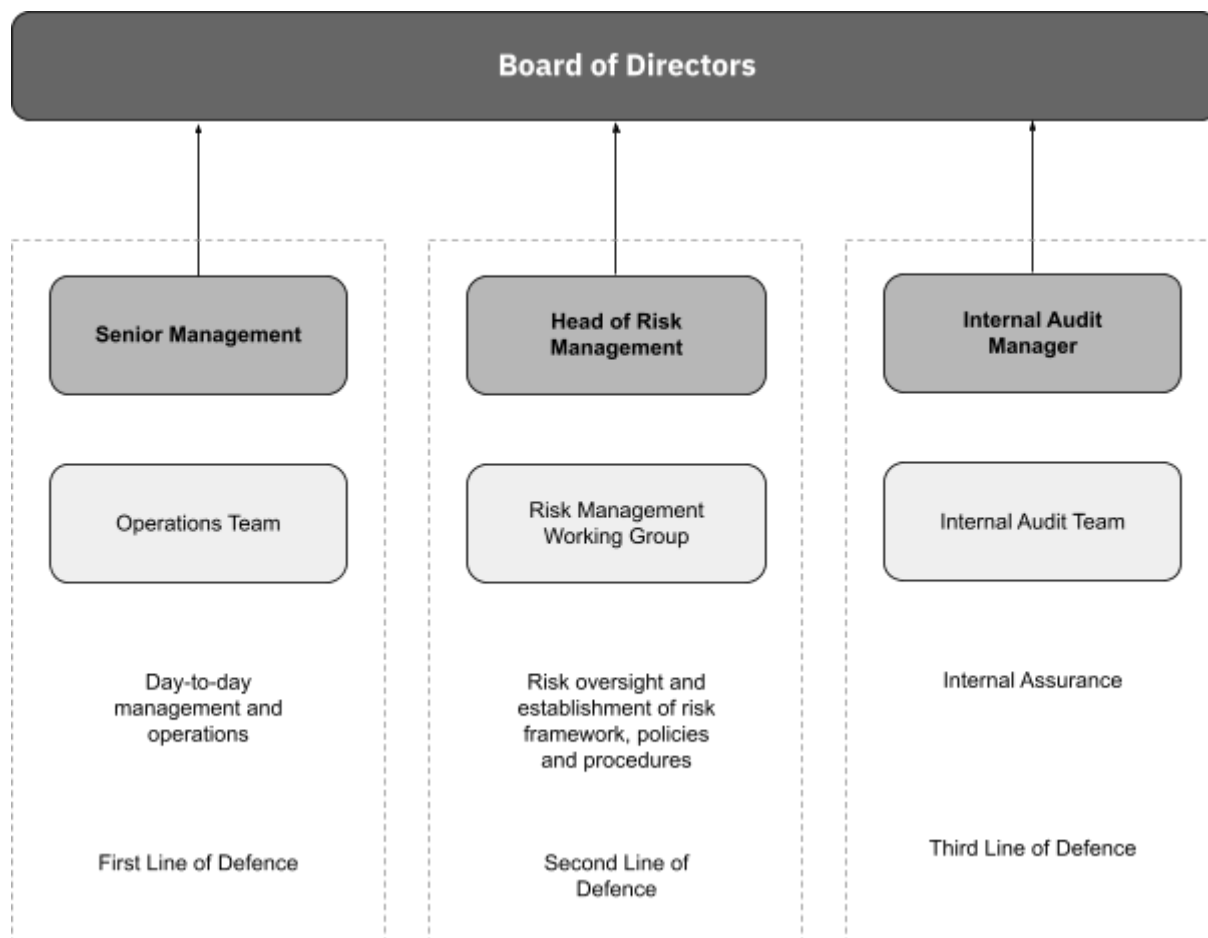 Board of Directors
Senior Management
Head of Risk
Management
Internal Audit
Manager
Operations Team
Risk Management
Working Group
Internal Audit Team
Day-to-day
management and
operations
Risk oversight and
establishment of risk
framework, policies
and procedures
Internal Assurance
First Line of Defence
Second Line of
Defence
Third Line of Defence